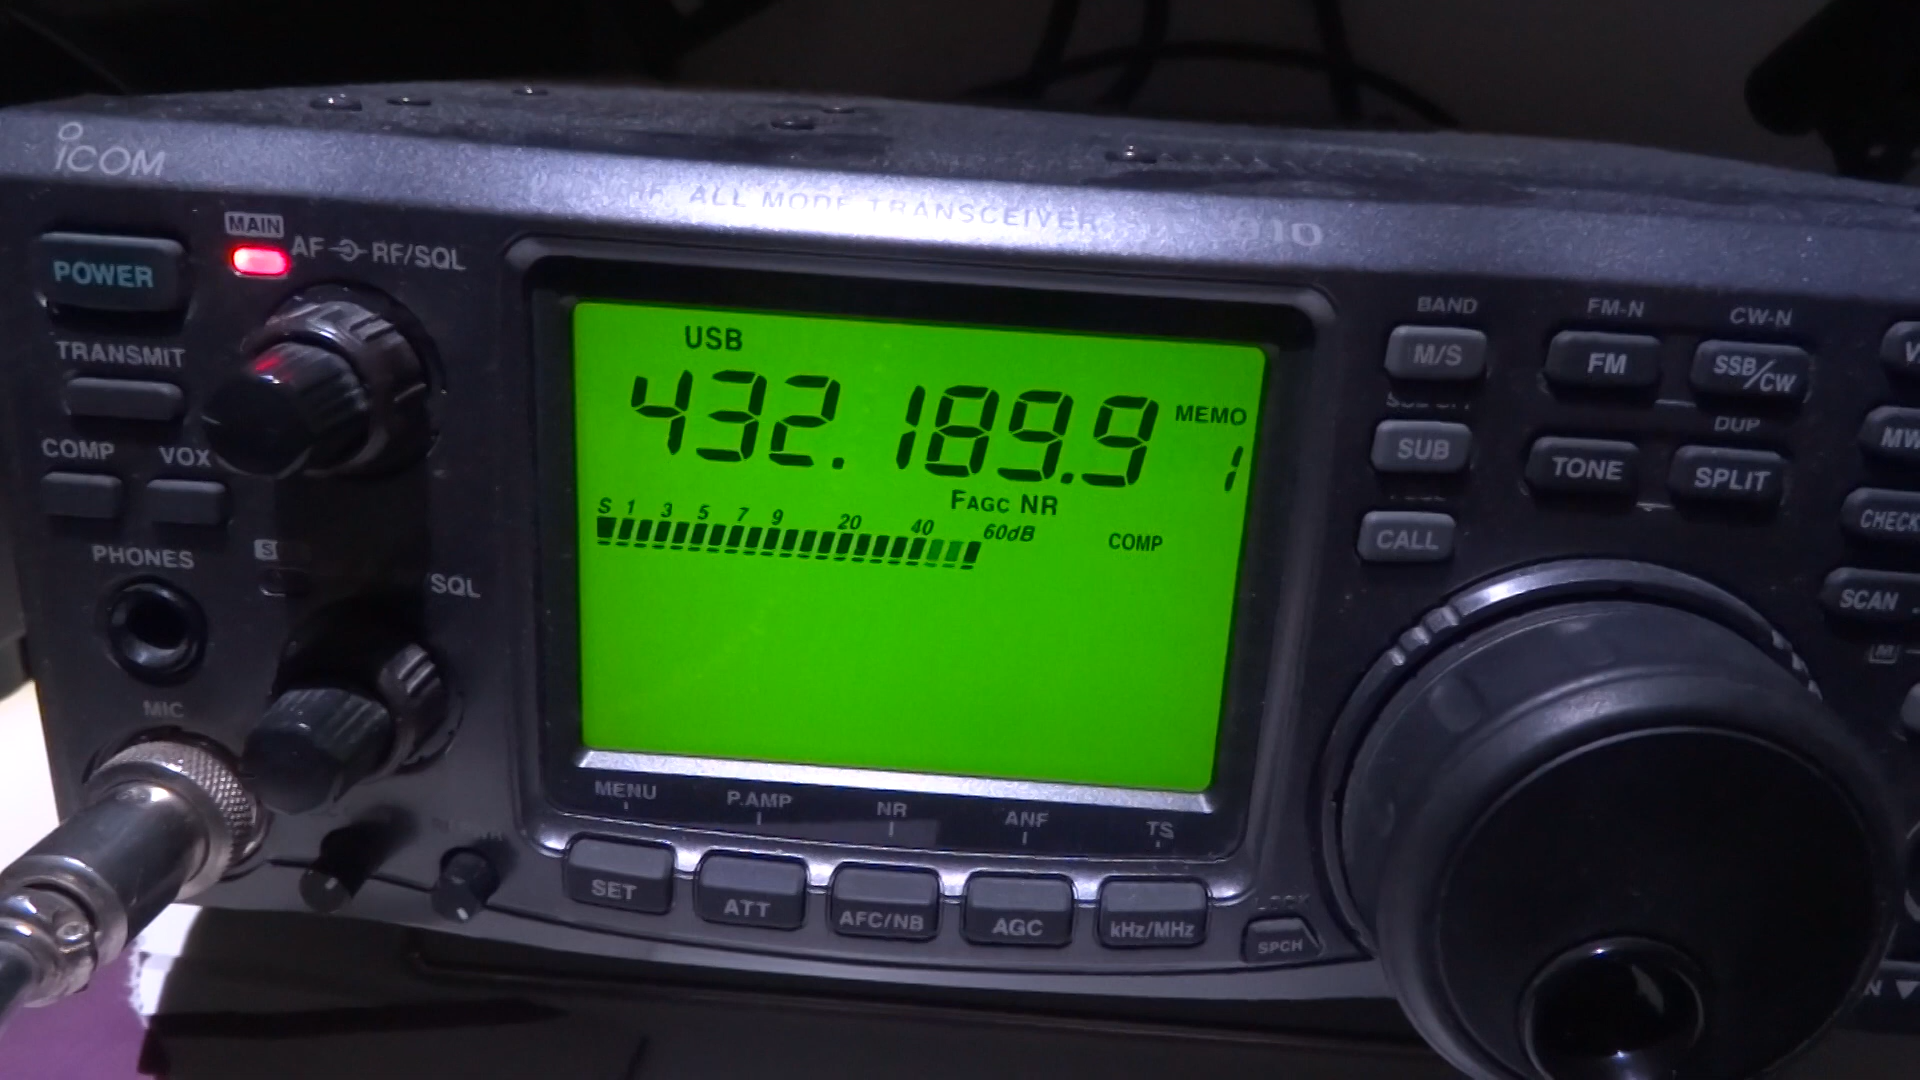 ICOM
ALL MODE TRANSCEIVER
910
MAIN
AF RF/SQL
POWER
TRANSMIT
COMP VOX
PHONES
S
SQL
MIC
USB
432.189.9
MEMO
1
FAGC NR
S 1 3 5 7 9 20 40 60dB
COMP
MENU P.AMP NR ANF TS
SET ATT AFC/NB AGC kHz/MHz
LOCK
SPCH
BAND
M/S
SUB
CALL
FM-N CW-N
FM SSB/CW
DUP
TONE SPLIT
CHECK
SCAN
M